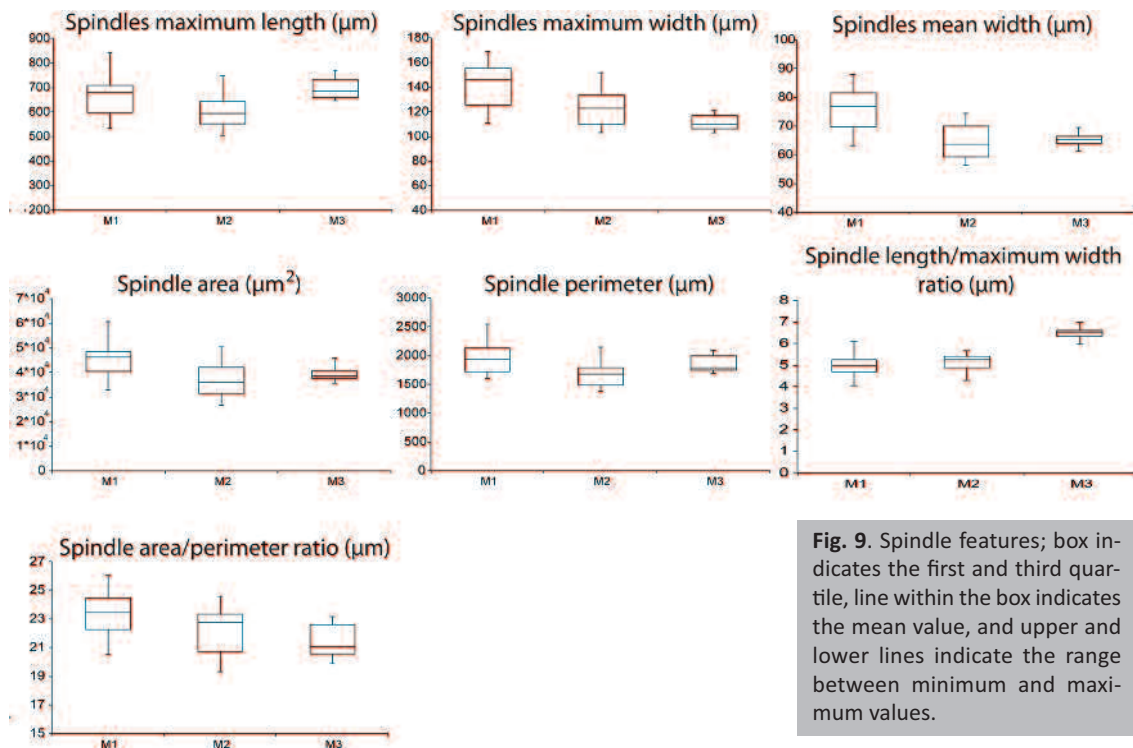 Spindles maximum length (µm)
900
800
700
600
500
400
300
200
M1 M2 M3
Spindles maximum width (µm)
180
160
140
120
100
80
60
40
M1 M2 M3
Spindles mean width (µm)
100
90
80
70
60
50
40
M1 M2 M3
Spindle area (µm²)
7*10⁴
6*10⁴
5*10⁴
4*10⁴
3*10⁴
2*10⁴
1*10⁴
0
M1 M2 M3
Spindle perimeter (µm)
3000
2500
2000
1500
1000
500
0
M1 M2 M3
Spindle length/maximum width
ratio (µm)
8
7
6
5
4
3
2
1
0
M1 M2 M3
Spindle area/perimeter ratio (µm)
27
25
23
21
19
17
15
M1 M2 M3
Fig. 9. Spindle features; box in-
dicates the first and third quar-
tile, line within the box indicates
the mean value, and upper and
lower lines indicate the range
between minimum and maxi-
mum values.